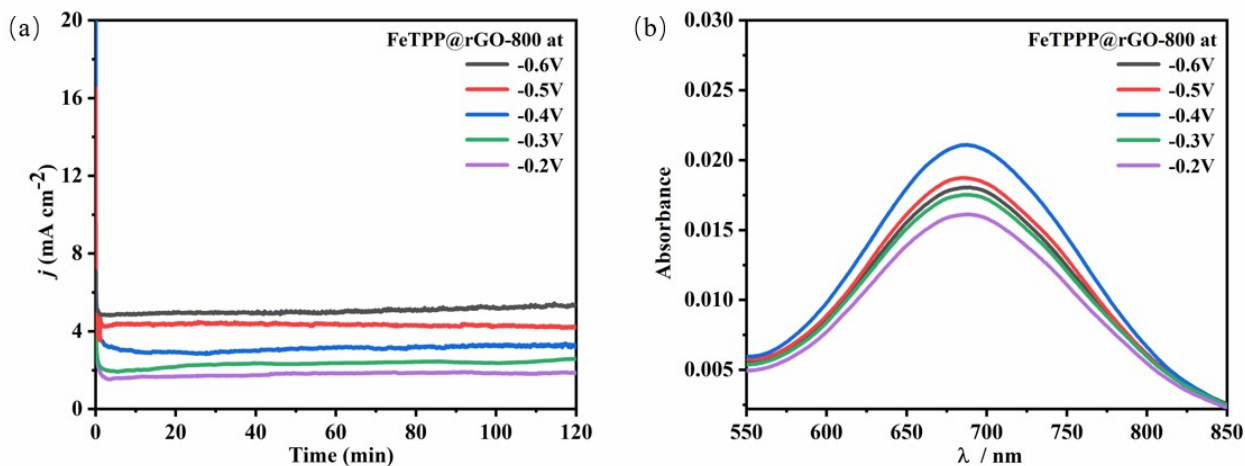 (a)
20
16
12
8
4
0
j (mA cm⁻²)
0 20 40 60 80 100 120
Time (min)
FeTPP@rGO-800 at
-0.6V
-0.5V
-0.4V
-0.3V
-0.2V
(b)
0.030
0.025
0.020
0.015
0.010
0.005
Absorbance
550 600 650 700 750 800 850
λ / nm
FeTPPP@rGO-800 at
-0.6V
-0.5V
-0.4V
-0.3V
-0.2V